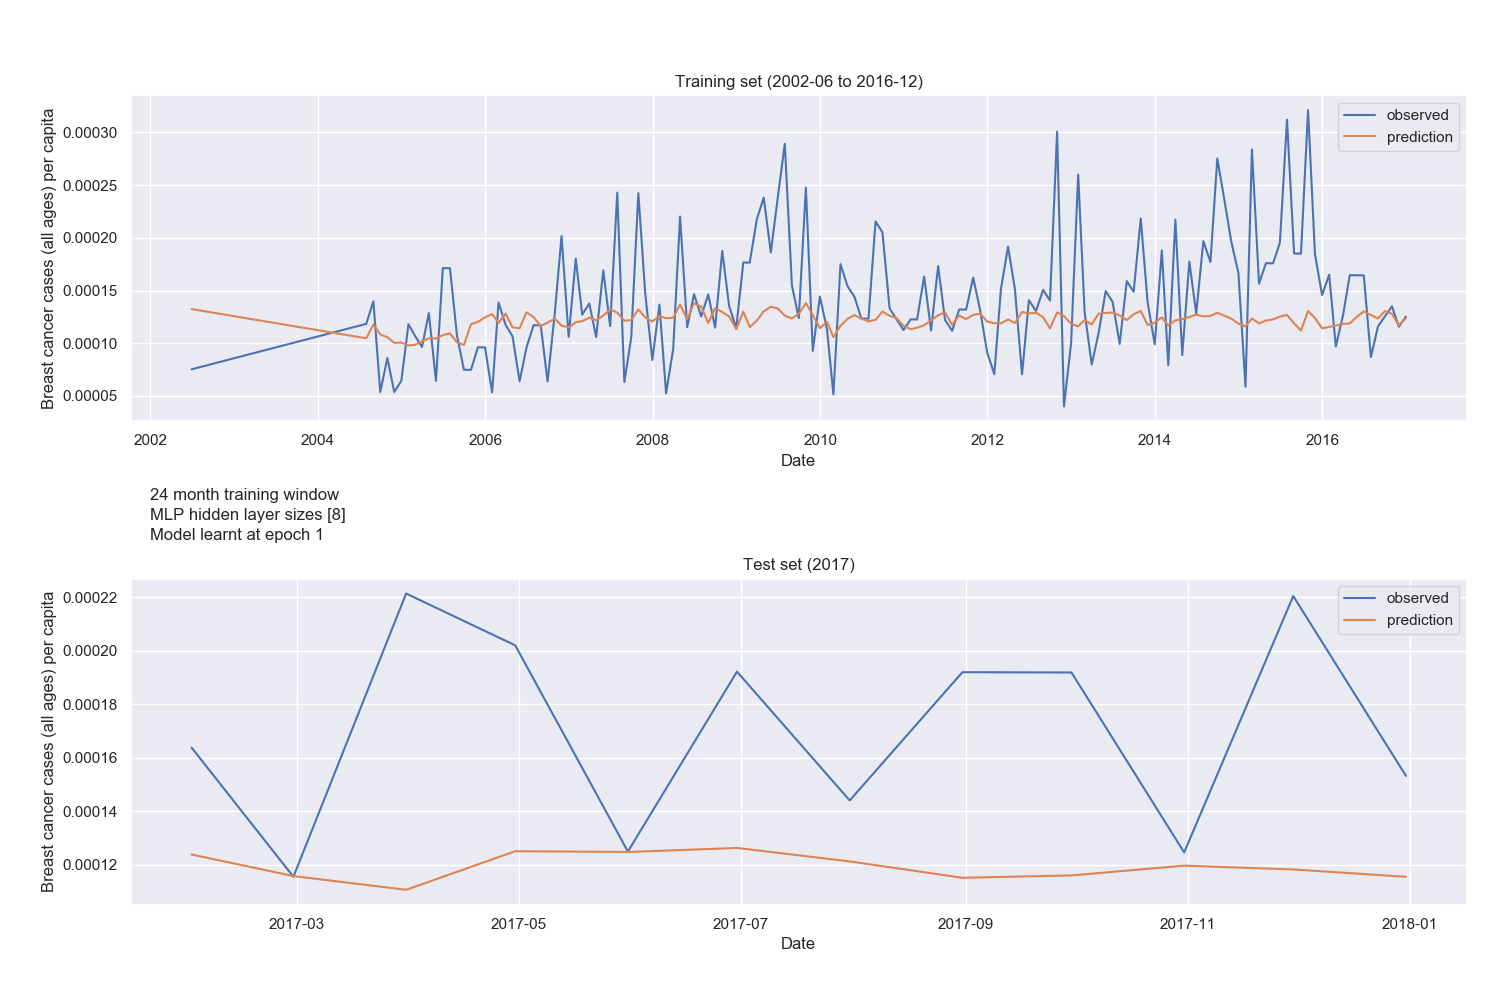 Training set (2002-06 to 2016-12)
Breast cancer cases (all ages) per capita
0.00030
0.00025
0.00020
0.00015
0.00010
0.00005
observed
prediction
2002 2004 2006 2008 2010 2012 2014 2016
Date
24 month training window
MLP hidden layer sizes [8]
Model learnt at epoch 1
Test set (2017)
Breast cancer cases (all ages) per capita
0.00022
0.00020
0.00018
0.00016
0.00014
0.00012
observed
prediction
2017-03 2017-05 2017-07 2017-09 2017-11 2018-01
Date